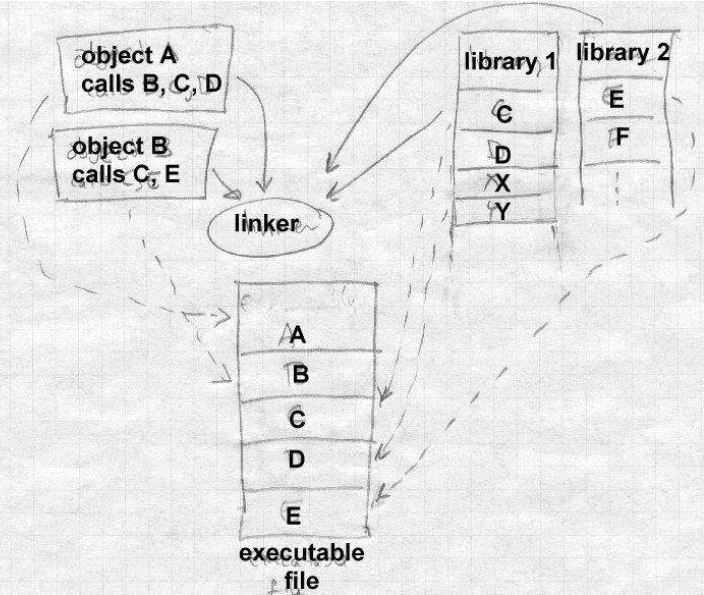 object A
calls B, C, D
object B
calls C, E
linker
library 1
C
D
X
Y
library 2
E
F
A
B
C
D
E
executable
file